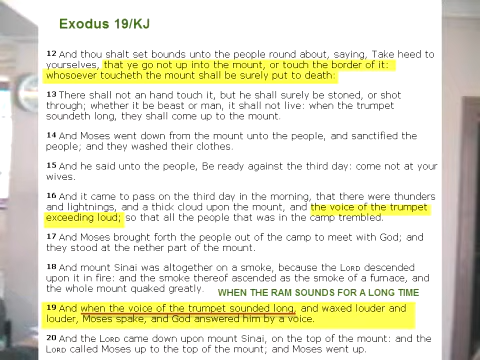 Exodus 19/KJ
12 And thou shalt set bounds unto the people round about, saying, Take heed to
yourselves, that ye go not up into the mount, or touch the border of it:
whosoever toucheth the mount shall be surely put to death:
13 There shall not an hand touch it, but he shall surely be stoned, or shot
through; whether it be beast or man, it shall not live: when the trumpet
soundeth long, they shall come up to the mount.
14 And Moses went down from the mount unto the people, and sanctified the
people; and they washed their clothes.
15 And he said unto the people, Be ready against the third day: come not at your
wives.
16 And it came to pass on the third day in the morning, that there were thunders
and lightnings, and a thick cloud upon the mount, and the voice of the trumpet
exceeding loud; so that all the people that was in the camp trembled.
17 And Moses brought forth the people out of the camp to meet with God; and
they stood at the nether part of the mount.
18 And mount Sinai was altogether on a smoke, because the LORD descended
upon it in fire: and the smoke thereof ascended as the smoke of a furnace, and
the whole mount quaked greatly.
WHEN THE RAM SOUNDS FOR A LONG TIME
19 And when the voice of the trumpet sounded long, and waxed louder and
louder, Moses spake, and God answered him by a voice.
20 And the LORD came down upon mount Sinai, on the top of the mount: and the
LORD called Moses up to the top of the mount; and Moses went up.